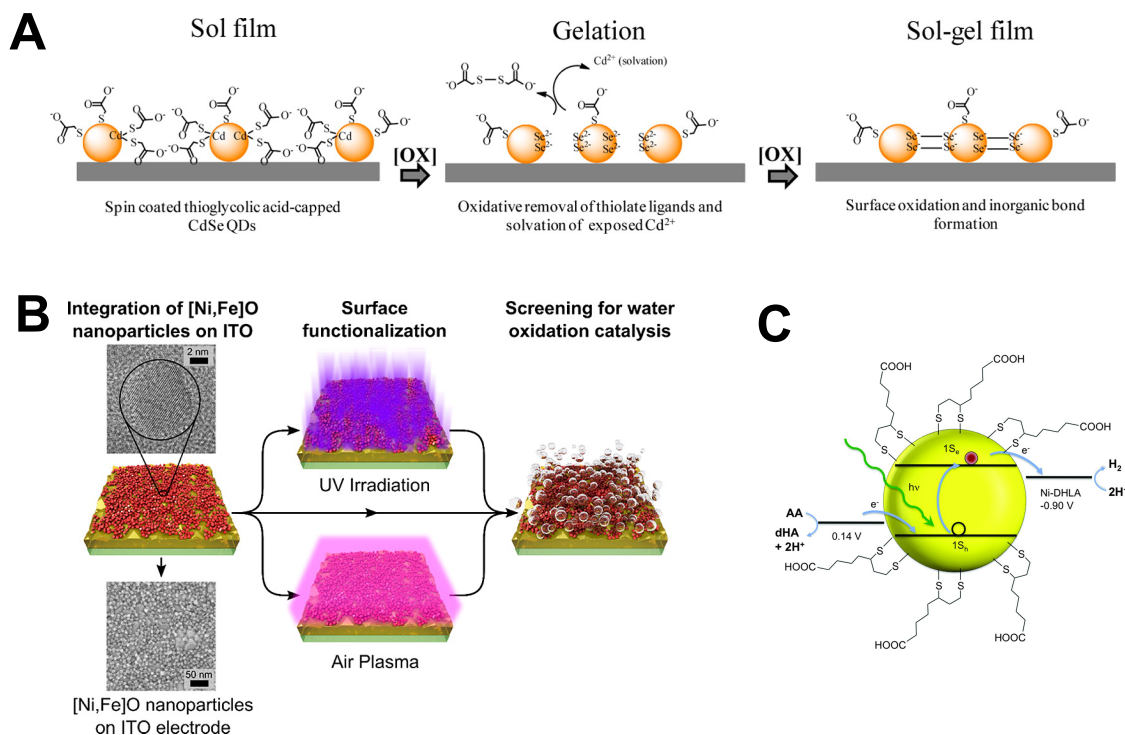 A
Sol film
Gelation
Sol-gel film
O
O-
S
Cd
S
O
O-
S
Cd²⁺ (solvation)
Se²⁻
Se⁻
[OX]
[OX]
Spin coated thioglycolic acid-capped
CdSe QDs
Oxidative removal of thiolate ligands and
solvation of exposed Cd²⁺
Surface oxidation and inorganic bond
formation
B
Integration of [Ni,Fe]O
nanoparticles on ITO
Surface
functionalization
Screening for water
oxidation catalysis
2 nm
UV Irradiation
Air Plasma
50 nm
[Ni,Fe]O nanoparticles
on ITO electrode
C
COOH
COOH
COOH
S
S
S
S
S
S
1Sₑ
e⁻
H₂
2H⁺
Ni-DHLA
-0.90 V
hν
AA
e⁻
dHA
+ 2H⁺
0.14 V
1Sₕ
HOOC
S
S
S
S
S
S
HOOC
HOOC